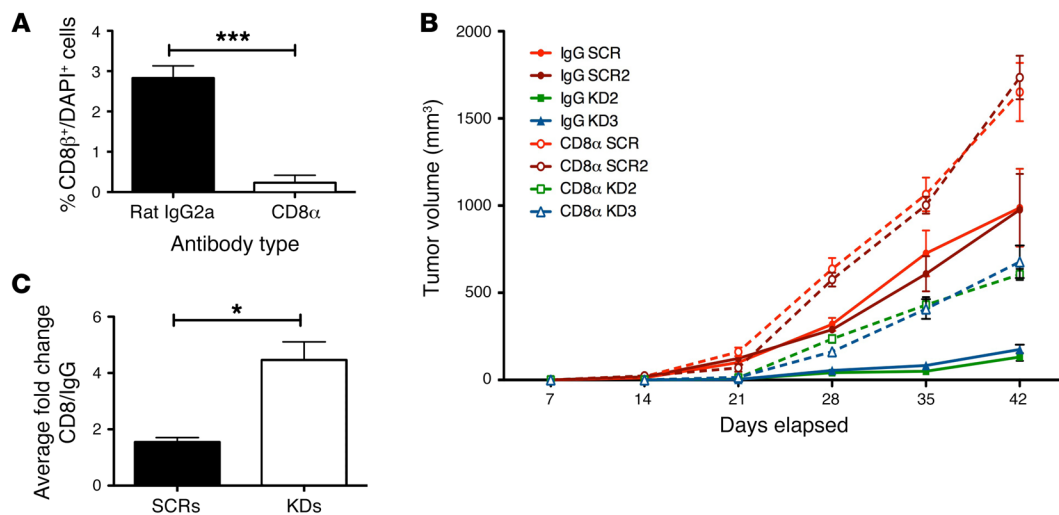 A
% CD8β⁺/DAPI⁺ cells
4
3
2
1
0
***
Rat IgG2a
CD8α
Antibody type
B
Tumor volume (mm³)
2000
1500
1000
500
0
IgG SCR
IgG SCR2
IgG KD2
IgG KD3
CD8α SCR
CD8α SCR2
CD8α KD2
CD8α KD3
7
14
21
28
35
42
Days elapsed
C
Average fold change
CD8/IgG
6
4
2
0
*
SCRs
KDs